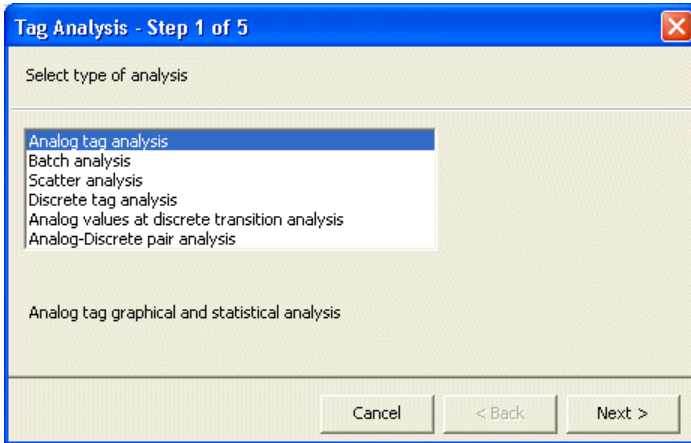 Tag Analysis - Step 1 of 5
Select type of analysis
Analog tag analysis
Batch analysis
Scatter analysis
Discrete tag analysis
Analog values at discrete transition analysis
Analog-Discrete pair analysis
Analog tag graphical and statistical analysis
Cancel < Back Next >